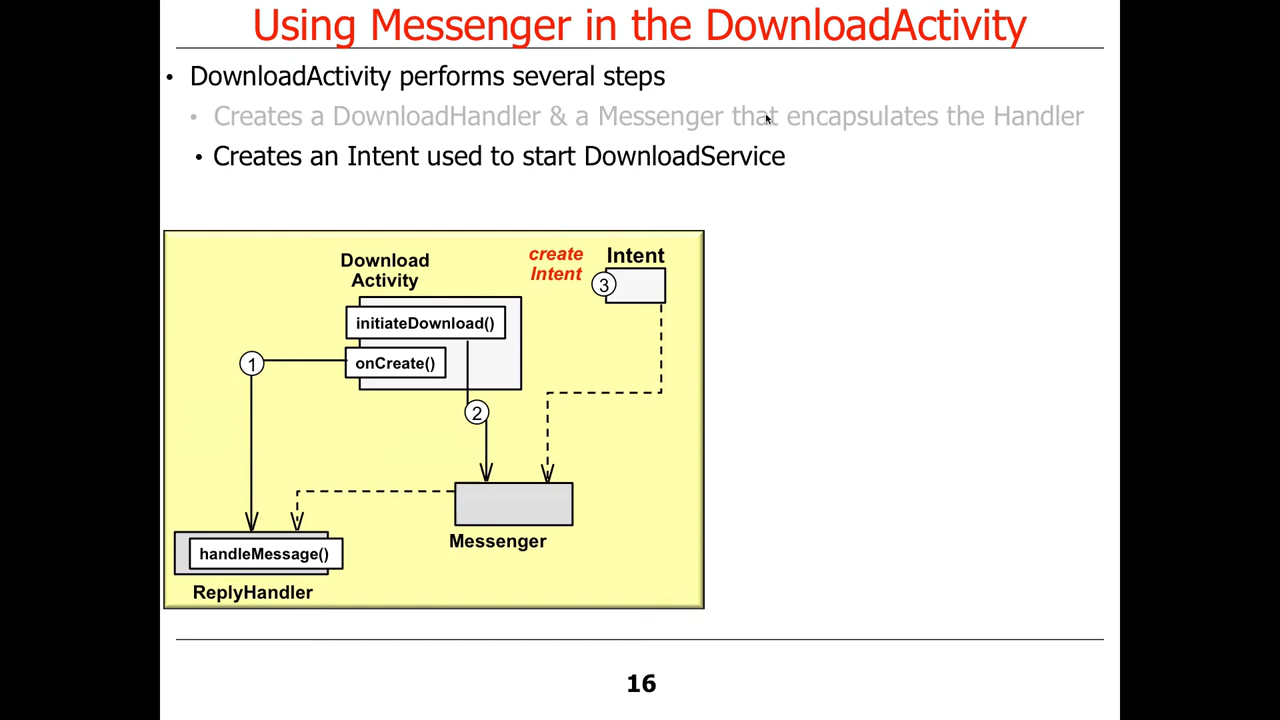 Using Messenger in the DownloadActivity
• DownloadActivity performs several steps
• Creates a DownloadHandler & a Messenger that encapsulates the Handler
• Creates an Intent used to start DownloadService
Download
Activity
create
Intent
Intent
3
initiateDownload()
onCreate()
1
2
Messenger
handleMessage()
ReplyHandler
16